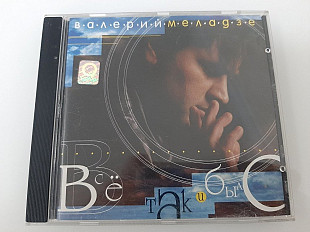 валерий меладзе
Всё
так и было